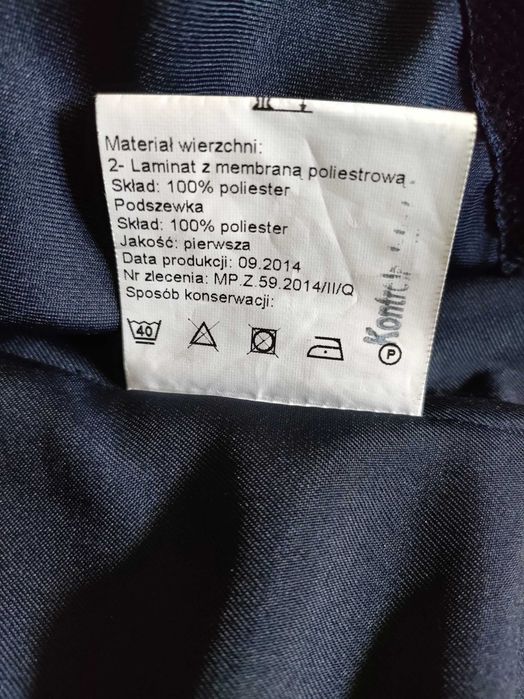 Materiał wierzchni:
2- Laminat z membraną poliestrową
Skład: 100% poliester
Podszewka
Skład: 100% poliester
Jakość: pierwsza
Data produkcji: 09.2014
Nr zlecenia: MP.Z.59.2014/II/Q
Sposób konserwacji:
40
P